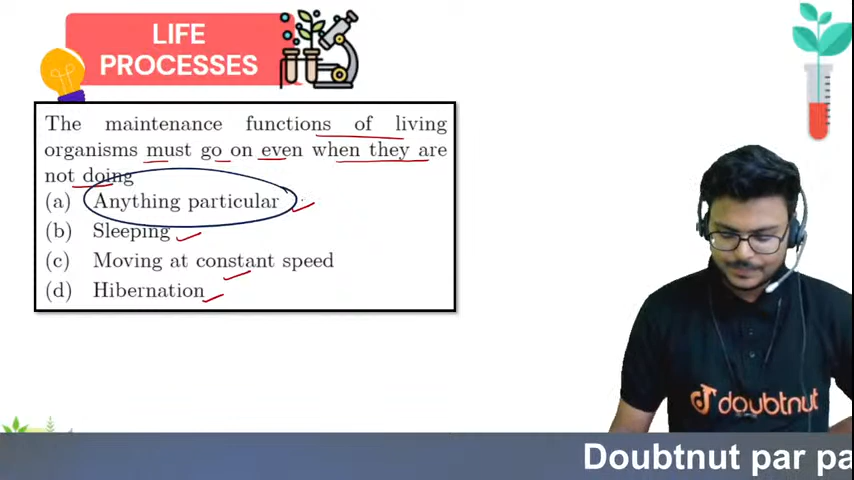 LIFE
PROCESSES
The maintenance functions of living
organisms must go on even when they are
not doing
(a) Anything particular
(b) Sleeping
(c) Moving at constant speed
(d) Hibernation
doubtnut
Doubtnut par pa